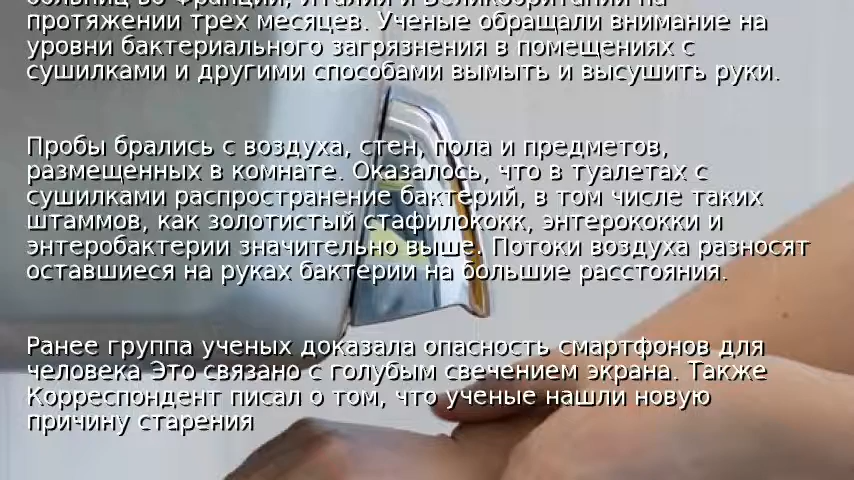 больниц во Франции, Италии и Великобритании на
протяжении трех месяцев. Ученые обращали внимание на
уровни бактериального загрязнения в помещениях с
сушилками и другими способами вымыть и высушить руки.
Пробы брались с воздуха, стен, пола и предметов,
размещенных в комнате. Оказалось, что в туалетах с
сушилками распространение бактерий, в том числе таких
штаммов, как золотистый стафилококк, энтерококки и
энтеробактерии значительно выше. Потоки воздуха разносят
оставшиеся на руках бактерии на большие расстояния.
Ранее группа ученых доказала опасность смартфонов для
человека Это связано с голубым свечением экрана. Также
Корреспондент писал о том, что ученые нашли новую
причину старения